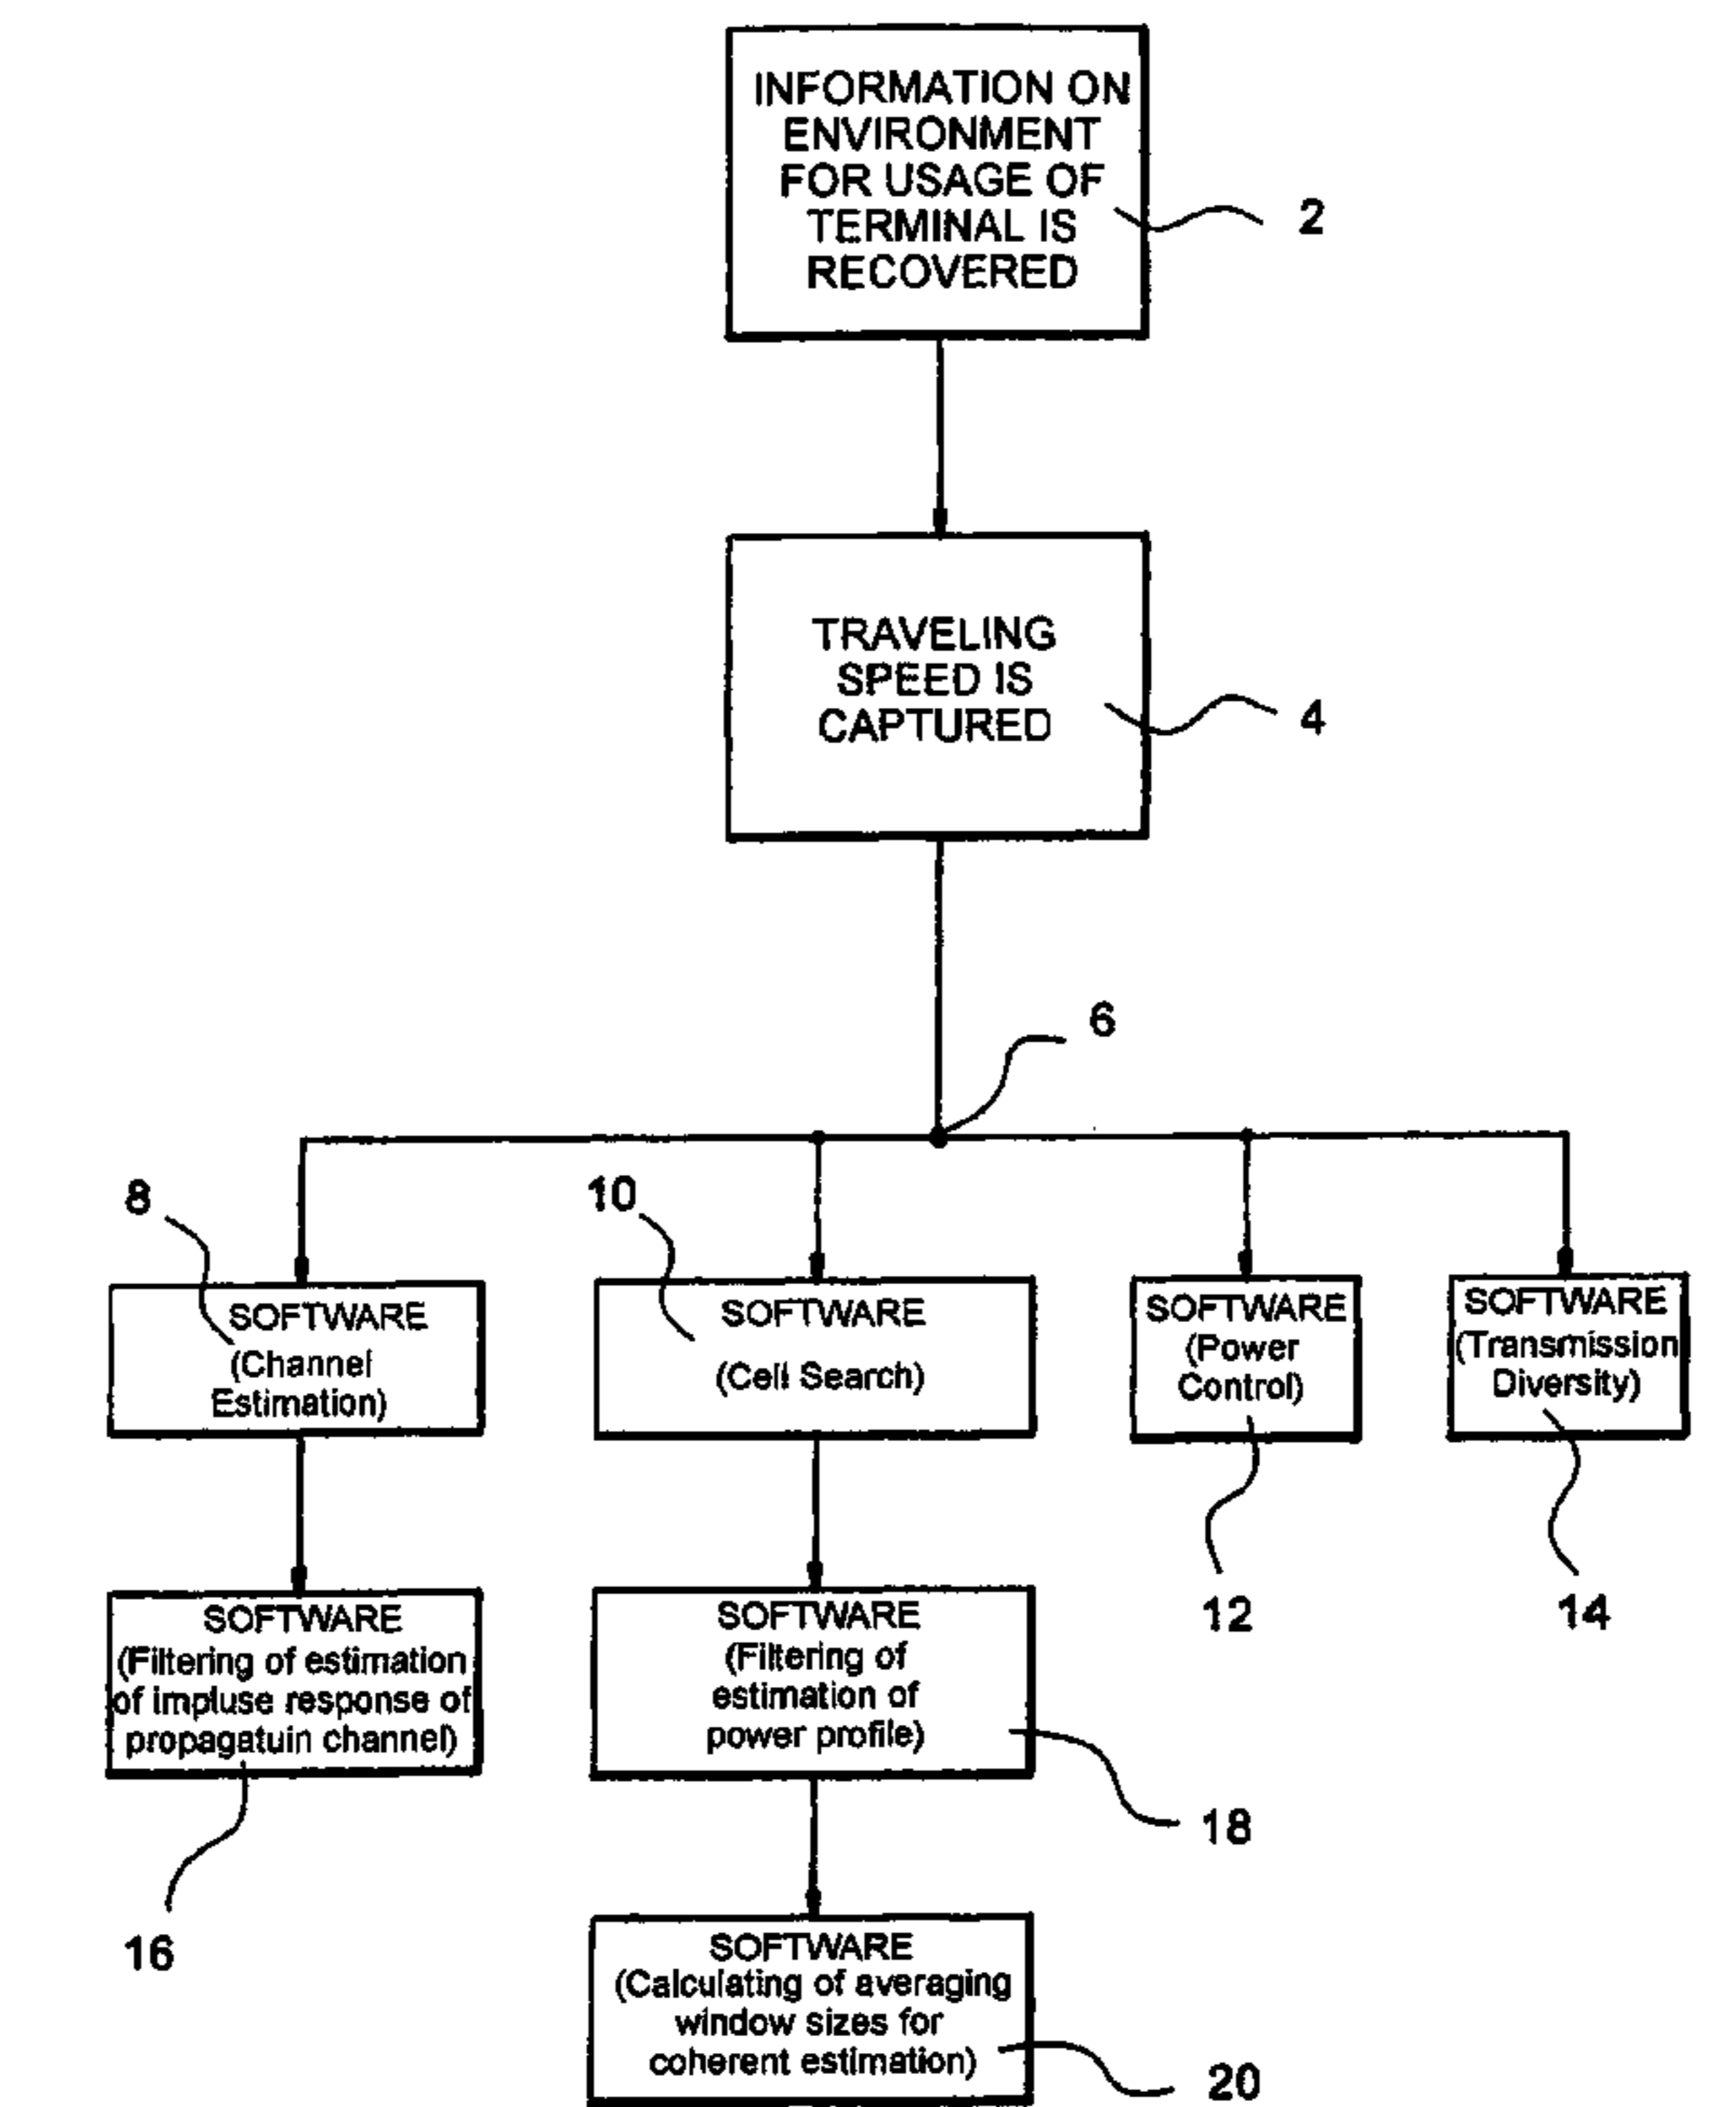 INFORMATION ON
ENVIRONMENT
FOR USAGE OF
TERMINAL IS
RECOVERED
2
TRAVELING
SPEED IS
CAPTURED
4
6
8
10
SOFTWARE
(Channel
Estimation)
SOFTWARE
(Cell Search)
SOFTWARE
(Power
Control)
SOFTWARE
(Transmission
Diversity)
12
14
SOFTWARE
(Filtering of estimation
of impluse response of
propagatuin channel)
SOFTWARE
(Filtering of
estimation of
power profile)
16
18
SOFTWARE
(Calculating of averaging
window sizes for
coherent estimation)
20